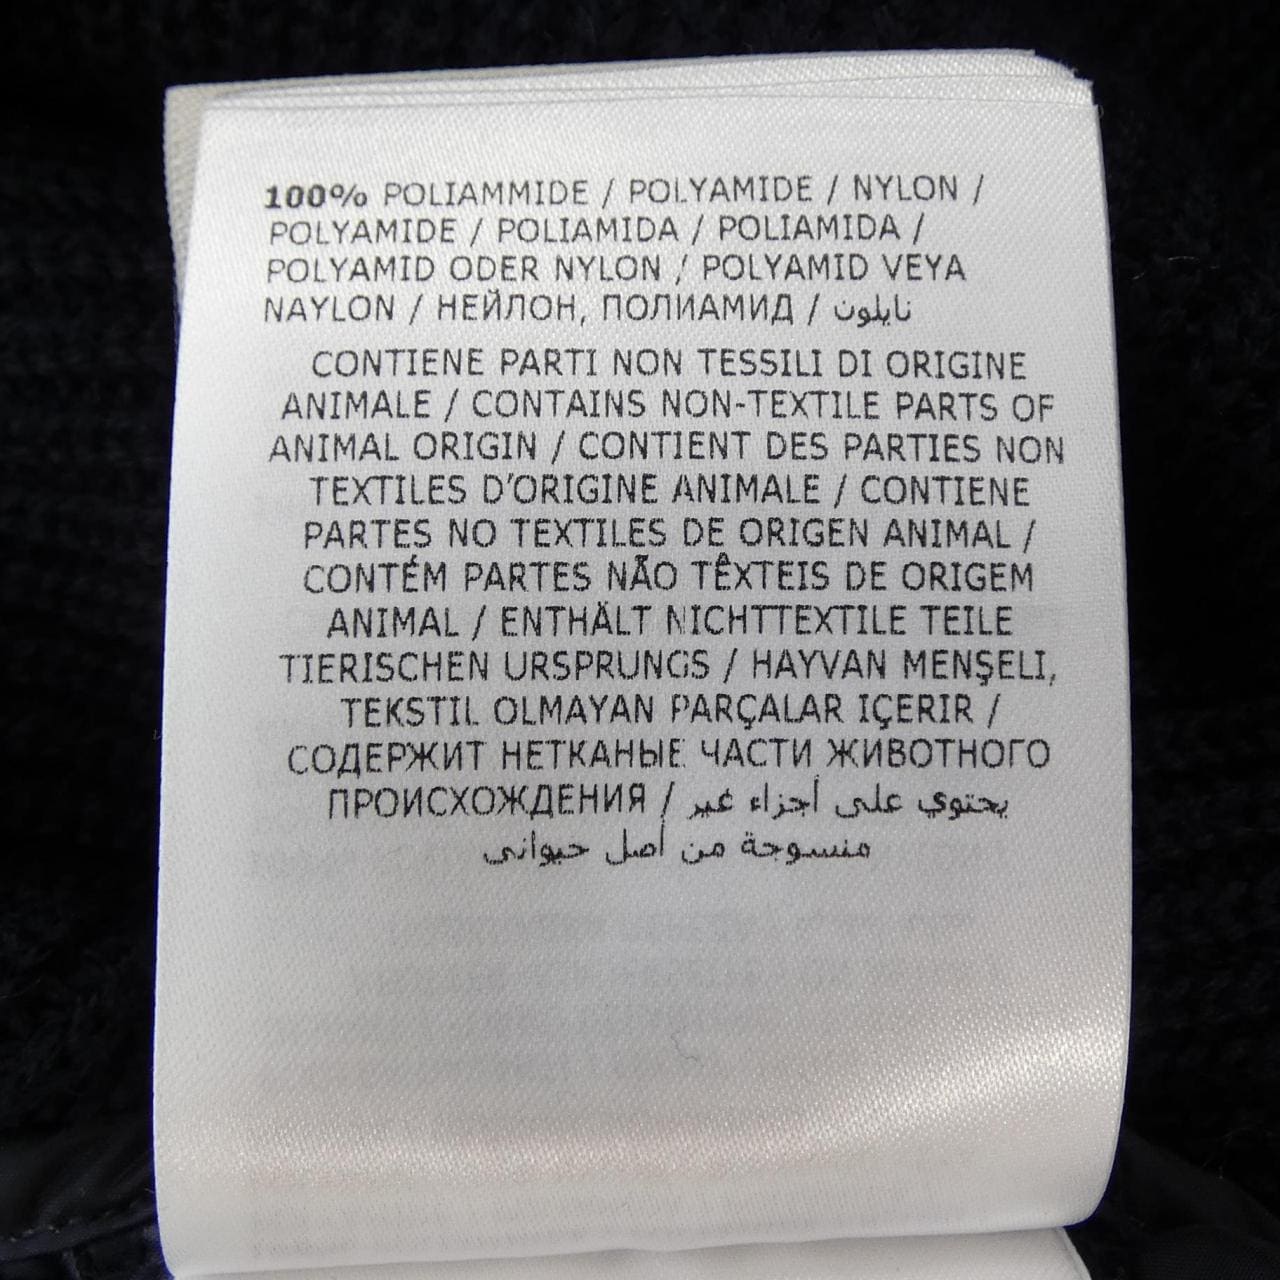 100% POLIAMMIDE / POLYAMIDE / NYLON /
POLYAMIDE / POLIAMIDA / POLIAMIDA /
POLYAMID ODER NYLON / POLYAMID VEYA
NAYLON / НЕЙЛОН, ПОЛИАМИД / نايلون
CONTIENE PARTI NON TESSILI DI ORIGINE
ANIMALE / CONTAINS NON-TEXTILE PARTS OF
ANIMAL ORIGIN / CONTIENT DES PARTIES NON
TEXTILES D'ORIGINE ANIMALE / CONTIENE
PARTES NO TEXTILES DE ORIGEN ANIMAL /
CONTÉM PARTES NÃO TÊXTEIS DE ORIGEM
ANIMAL / ENTHÄLT NICHTTEXTILE TEILE
TIERISCHEN URSPRUNGS / HAYVAN MENŞELI,
TEKSTIL OLMAYAN PARÇALAR IÇERIR /
СОДЕРЖИТ НЕТКАНЫЕ ЧАСТИ ЖИВОТНОГО
ПРОИСХОЖДЕНИЯ / يحتوي على أجزاء غير
منسوجة من أصل حيواني